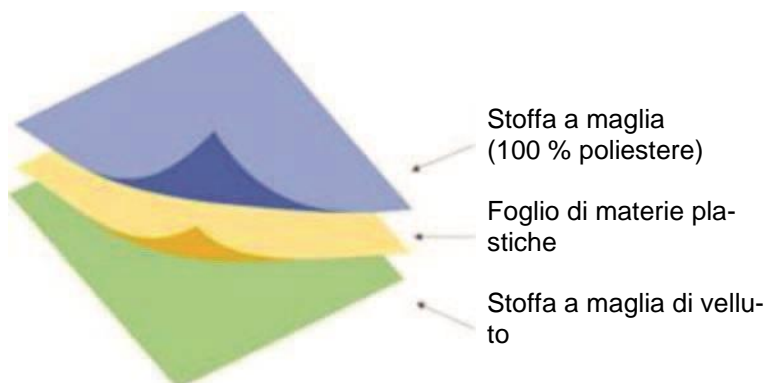 Stoffa a maglia
(100 % poliestere)
Foglio di materie pla-
stiche
Stoffa a maglia di vellu-
to